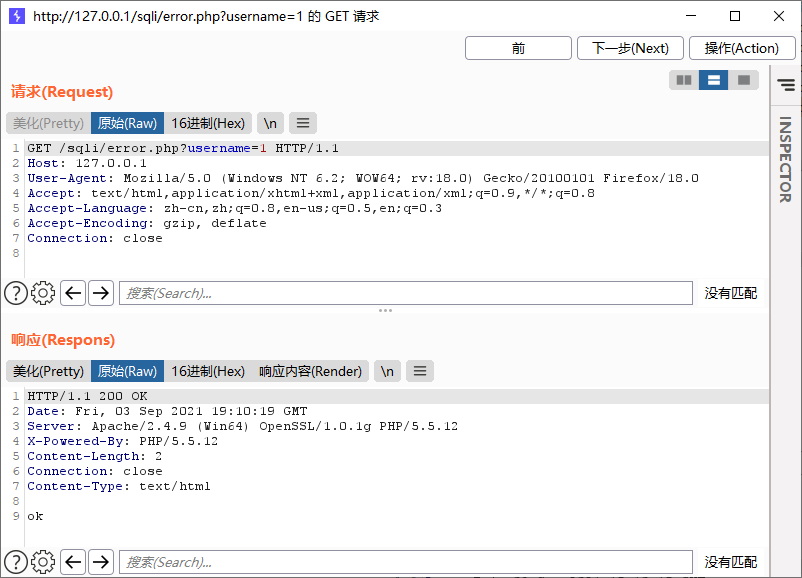 http://127.0.0.1/sqli/error.php?username=1 的 GET 请求
前 下一步(Next) 操作(Action)
请求(Request)
美化(Pretty) 原始(Raw) 16进制(Hex) \n
1 GET /sqli/error.php?username=1 HTTP/1.1
2 Host: 127.0.0.1
3 User-Agent: Mozilla/5.0 (Windows NT 6.2; WOW64; rv:18.0) Gecko/20100101 Firefox/18.0
4 Accept: text/html,application/xhtml+xml,application/xml;q=0.9,*/*;q=0.8
5 Accept-Language: zh-cn,zh;q=0.8,en-us;q=0.5,en;q=0.3
6 Accept-Encoding: gzip, deflate
7 Connection: close
8
搜索(Search)... 没有匹配
响应(Respons)
美化(Pretty) 原始(Raw) 16进制(Hex) 响应内容(Render) \n
1 HTTP/1.1 200 OK
2 Date: Fri, 03 Sep 2021 19:10:19 GMT
3 Server: Apache/2.4.9 (Win64) OpenSSL/1.0.1g PHP/5.5.12
4 X-Powered-By: PHP/5.5.12
5 Content-Length: 2
6 Connection: close
7 Content-Type: text/html
8
9 ok
搜索(Search)... 没有匹配
INSPECTOR